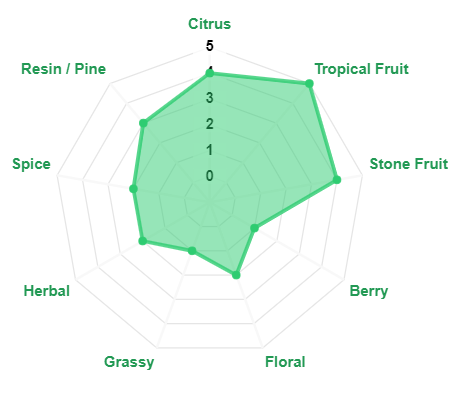 Citrus
5
Resin / Pine
Tropical Fruit
4
3
2
1
0
Spice
Stone Fruit
Herbal
Berry
Grassy
Floral